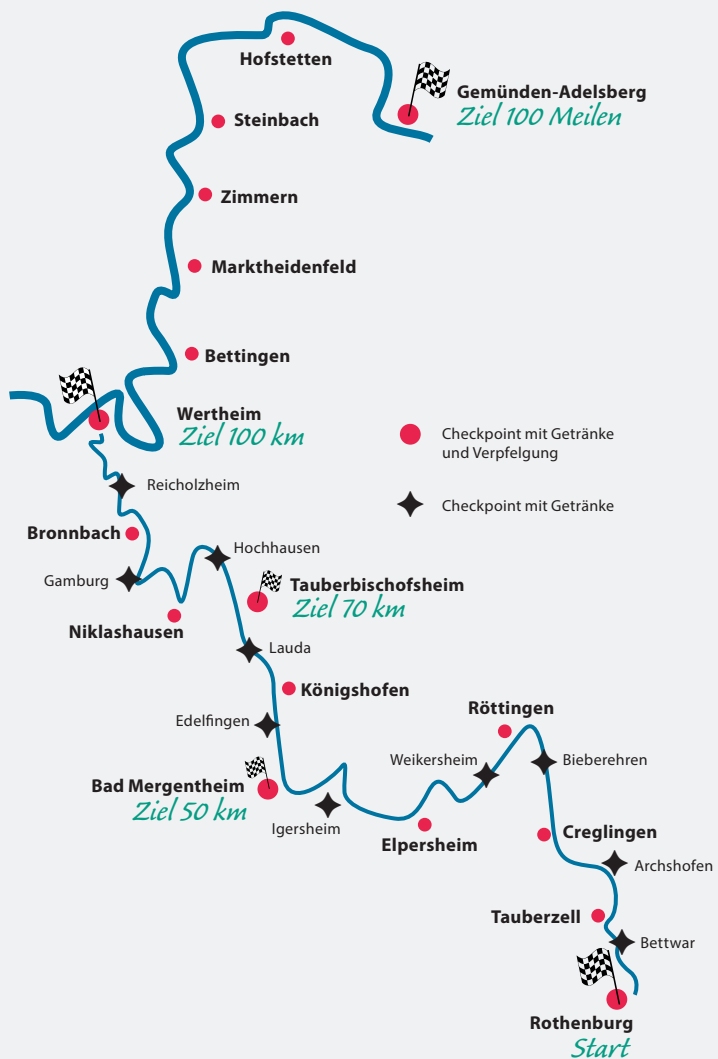 Hofstetten
Gemünden-Adelsberg
Ziel 100 Meilen
Steinbach
Zimmern
Marktheidenfeld
Bettingen
Wertheim
Ziel 100 km
Checkpoint mit Getränke
und Verpfelgung
Reicholzheim
Checkpoint mit Getränke
Bronnbach
Hochhausen
Gamburg
Tauberbischofsheim
Ziel 70 km
Niklashausen
Lauda
Königshofen
Edelfingen
Röttingen
Weikersheim
Bieberehren
Bad Mergentheim
Ziel 50 km
Igersheim
Elpersheim
Creglingen
Archshofen
Tauberzell
Bettwar
Rothenburg
Start